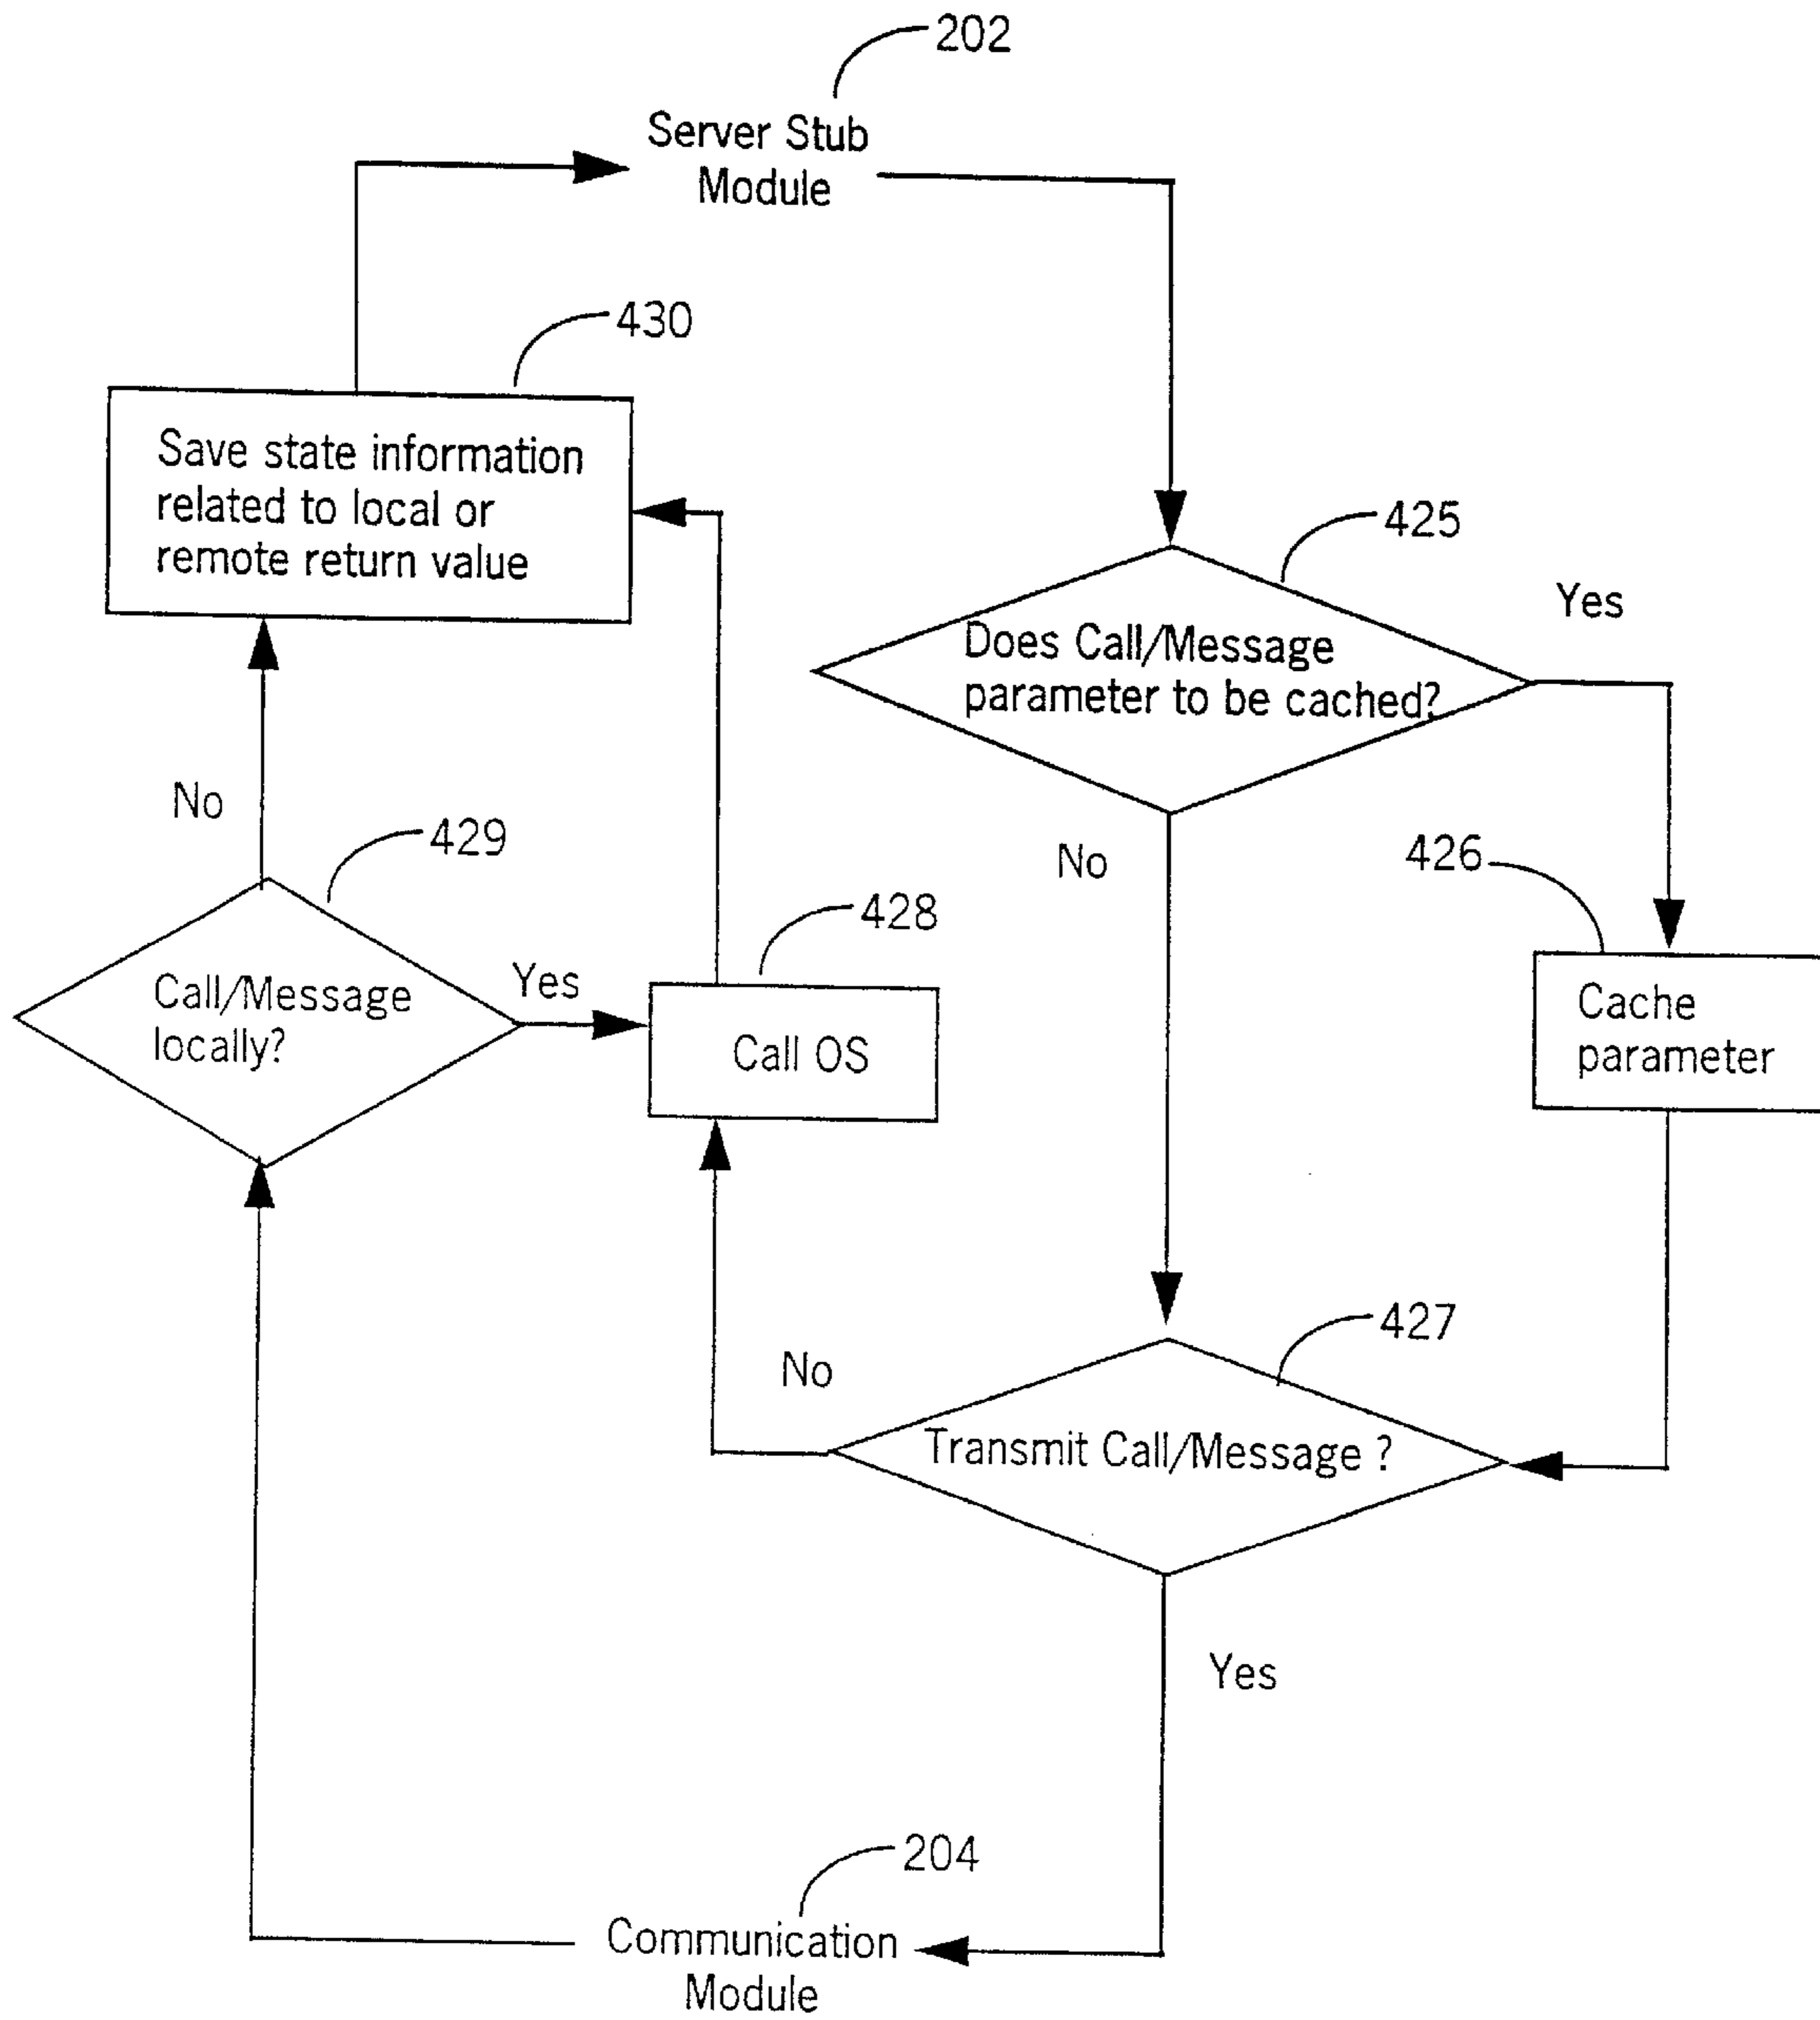 202
Server Stub
Module
430
Save state information
related to local or
remote return value
425
Yes
Does Call/Message
parameter to be cached?
No
429
No
426
428
Call/Message
locally?
Yes
Call OS
Cache
parameter
427
No
Transmit Call/Message ?
Yes
204
Communication
Module